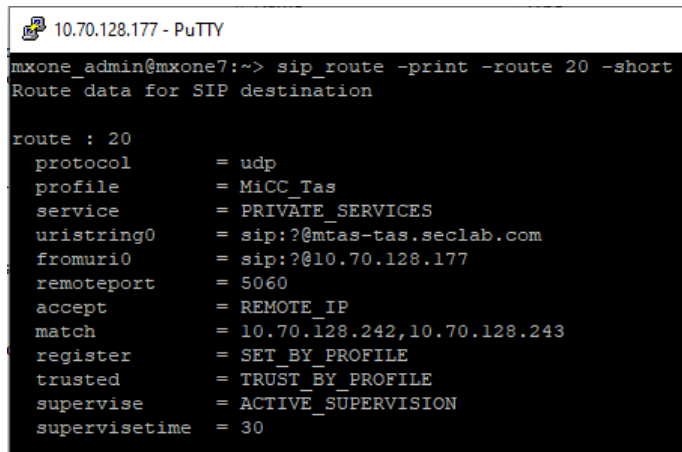 10.70.128.177 - PuTTY
mxone_admin@mxone7:~> sip_route -print -route 20 -short
Route data for SIP destination
route : 20
protocol = udp
profile = MiCC_Tas
service = PRIVATE_SERVICES
uristring0 = sip:?@mtas-tas.seclab.com
fromuri0 = sip:?@10.70.128.177
remoteport = 5060
accept = REMOTE_IP
match = 10.70.128.242,10.70.128.243
register = SET_BY_PROFILE
trusted = TRUST_BY_PROFILE
supervise = ACTIVE_SUPERVISION
supervisetime = 30